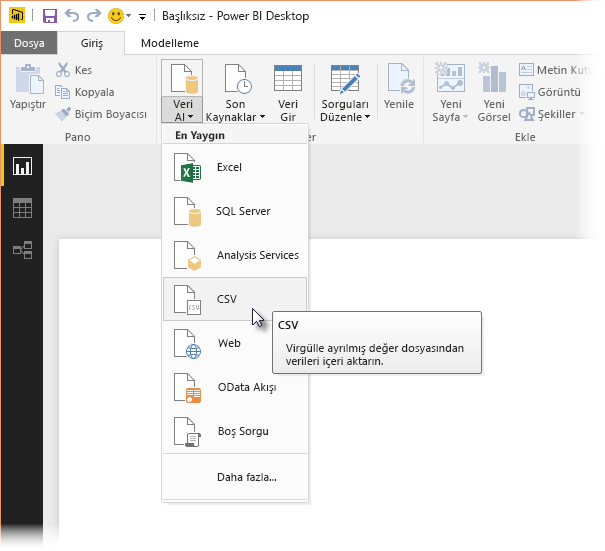 Başlıksız - Power BI Desktop
Dosya
Giriş
Modelleme
Yapıştır
Kes
Kopyala
Biçim Boyacısı
Pano
Veri
Al
Son
Kaynaklar
Veri
Gir
Sorguları
Düzenle
Yenile
Yeni
Sayfa
Yeni
Görsel
Metin Kutu
Görüntü
Şekiller
Ekle
er
En Yaygın
Excel
SQL Server
Analysis Services
CSV
CSV
CSV
Virgülle ayrılmış değer dosyasından
verileri içeri aktarın.
Web
OData Akışı
Boş Sorgu
Daha fazla...